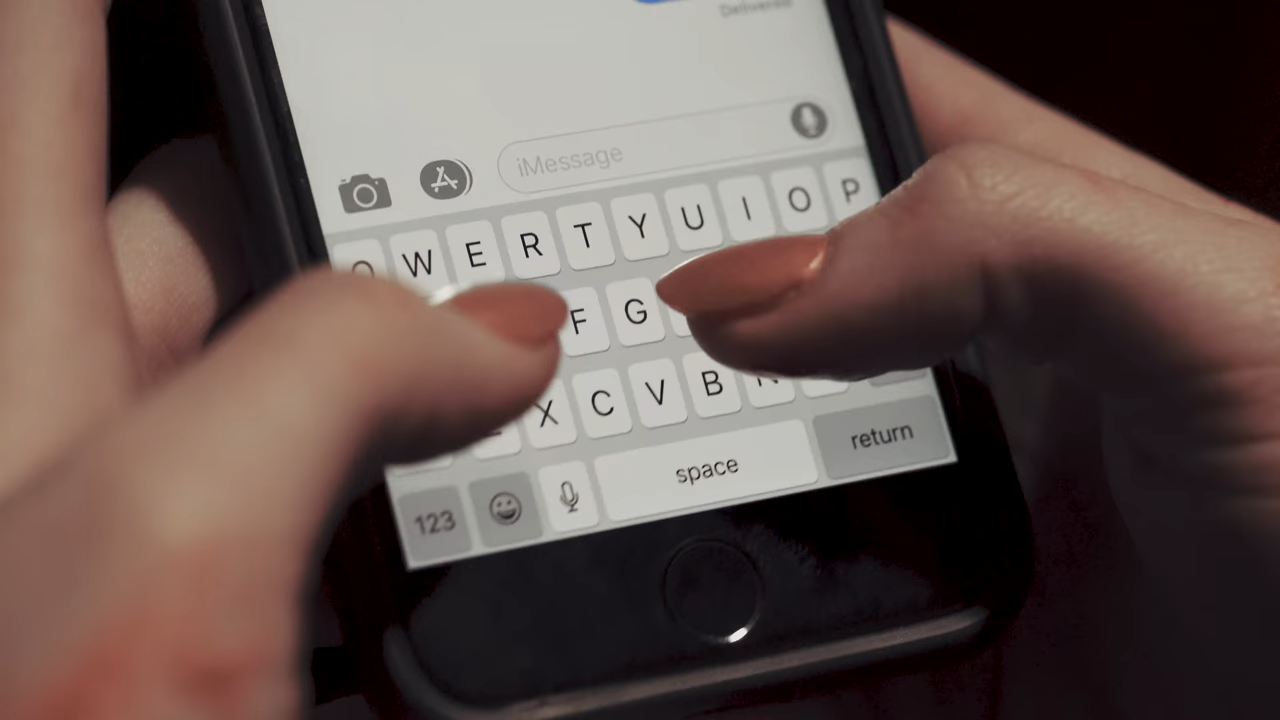 Delivered
iMessage
Q W E R T Y U I O P
F G
X C V B N
123 space return